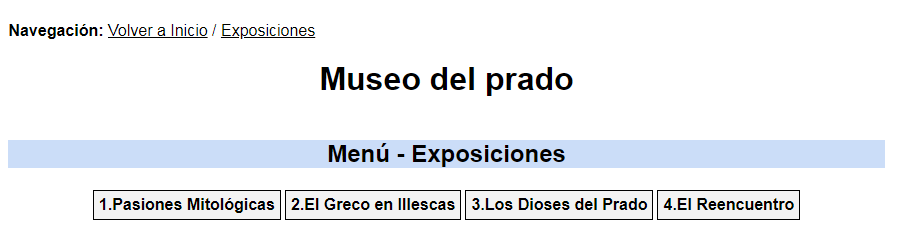 Navegación: Volver a Inicio / Exposiciones
Museo del prado
Menú - Exposiciones
1.Pasiones Mitológicas 2.El Greco en Illescas 3.Los Dioses del Prado 4.El Reencuentro